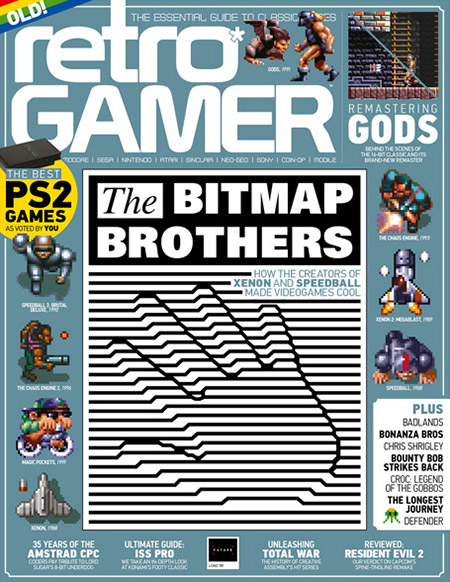 OLD!
THE ESSENTIAL GUIDE TO CLASSIC GAMES
retro*
GAMER
GODS, 1991
MODORE | SEGA | NINTENDO | ATARI | SINCLAIR | NEO-GEO | SONY | COIN-OP | MOBILE
REMASTERING
GODS
BEHIND THE SCENES
OF THE 16-BIT CLASSIC AND ITS
BRAND-NEW REMASTER
THE BEST
PS2
GAMES
AS VOTED BY YOU
The BITMAP
BROTHERS
HOW THE CREATORS OF
XENON AND SPEEDBALL
MADE VIDEOGAMES COOL
SPEEDBALL 2: BRUTAL
DELUXE, 1990
THE CHAOS ENGINE 2, 1996
MAGIC POCKETS, 1991
XENON, 1988
THE CHAOS ENGINE, 1993
XENON 2: MEGABLAST, 1989
SPEEDBALL, 1988
PLUS
BADLANDS
BONANZA BROS
CHRIS SHRIGLEY
BOUNTY BOB
STRIKES BACK
CROC: LEGEND
OF THE GOBBOS
THE LONGEST
JOURNEY
DEFENDER
35 YEARS OF THE
AMSTRAD CPC
CODERS PAY TRIBUTE TO LORD
SUGAR'S 8-BIT UNDERDOG
ULTIMATE GUIDE:
ISS PRO
WE TAKE AN IN-DEPTH LOOK
AT KONAMI'S FOOTY CLASSIC
FUTURE
UNLEASHING
TOTAL WAR
THE HISTORY OF CREATIVE
ASSEMBLY'S HIT SERIES
REVIEWED:
RESIDENT EVIL 2
OUR VERDICT ON CAPCOM'S
SPINE-TINGLING REMAKE